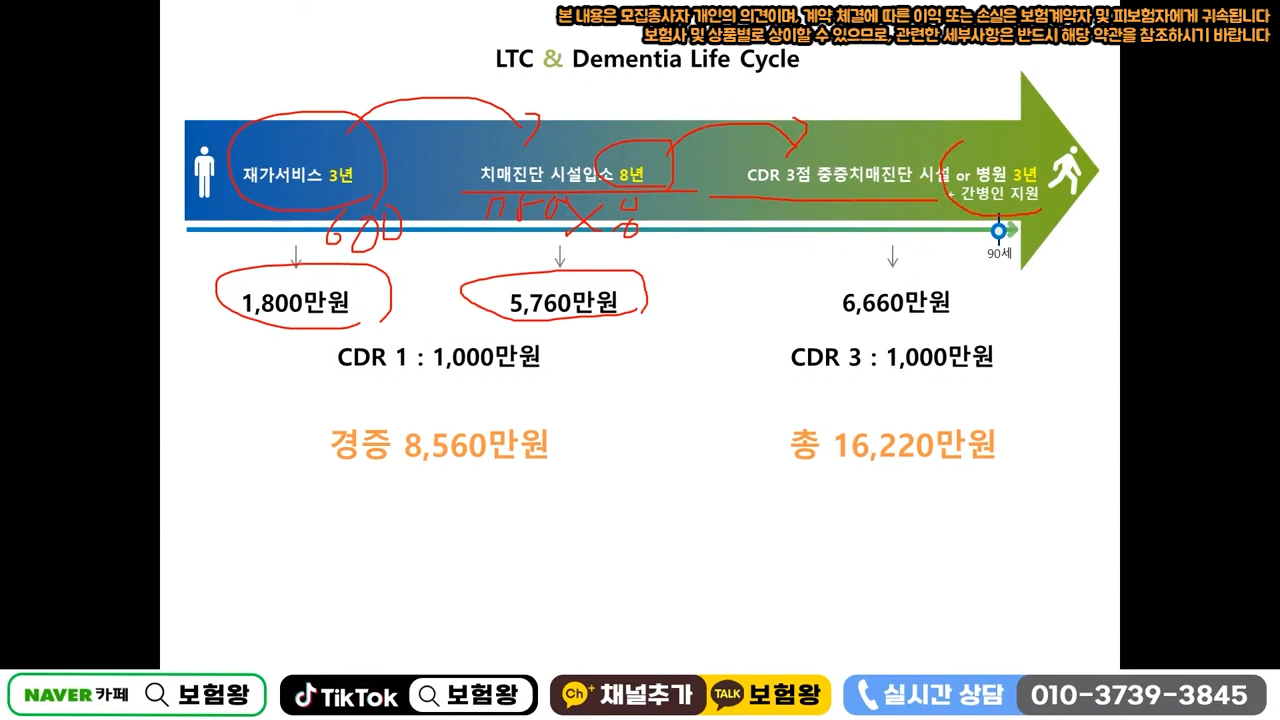 본 내용은 모집종사자 개인의 의견이며, 계약 체결에 따른 이익 또는 손실은 보험계약자 및 피보험자에게 귀속됩니다
보험사 및 상품별로 상이할 수 있으므로, 관련한 세부사항은 반드시 해당 약관을 참조하시기 바랍니다
LTC & Dementia Life Cycle
재가서비스 3년
치매진단 시설입소 8년
CDR 3점 중증치매진단 시설 or 병원 3년
+ 간병인 지원
600
90세
1,800만원
5,760만원
6,660만원
CDR 1 : 1,000만원
CDR 3 : 1,000만원
경증 8,560만원
총 16,220만원
NAVER 카페 보험왕
TikTok 보험왕
Ch+ 채널추가 TALK 보험왕
실시간 상담 010-3739-3845